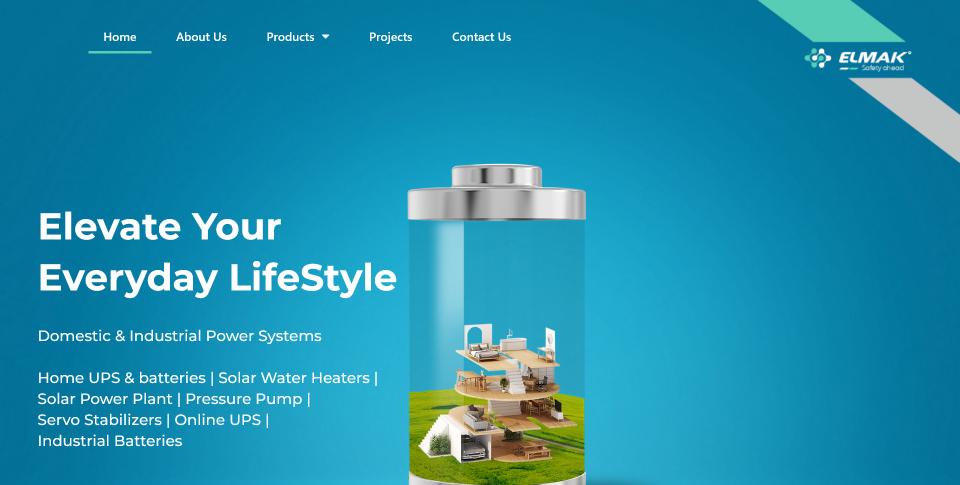 Home About Us Products Projects Contact Us
ELMAK
Safety ahead
Elevate Your
Everyday LifeStyle
Domestic & Industrial Power Systems
Home UPS & batteries | Solar Water Heaters |
Solar Power Plant | Pressure Pump |
Servo Stabilizers | Online UPS |
Industrial Batteries